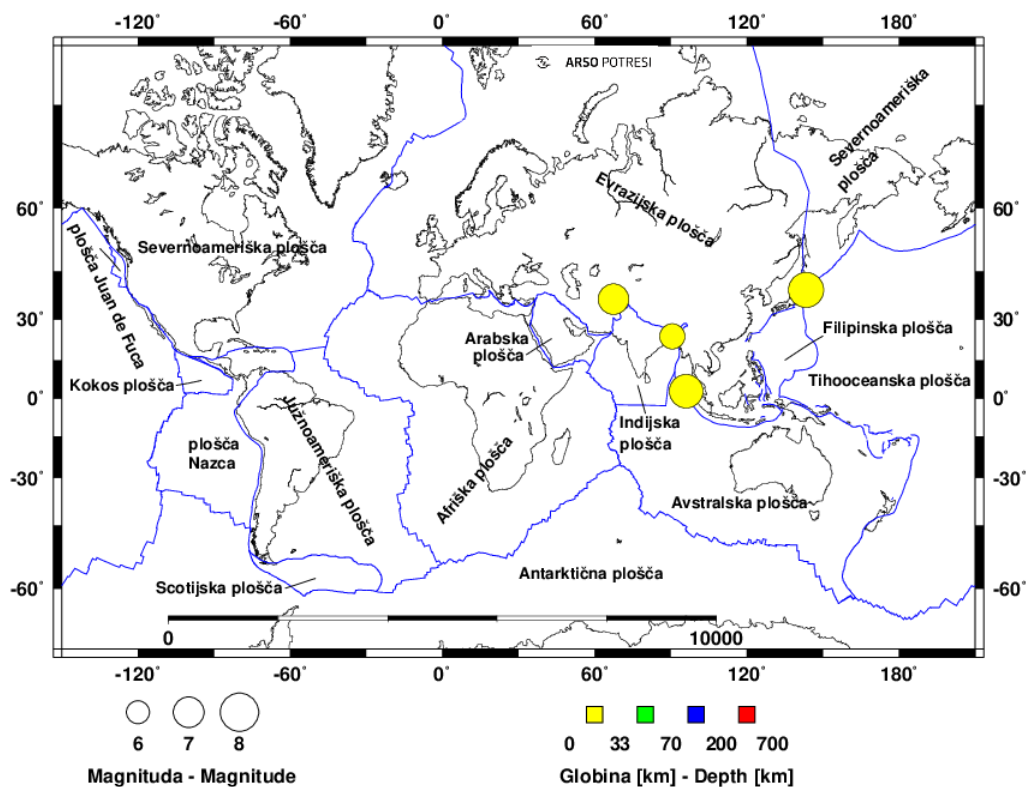 -120° -60° 0° 60° 120° 180°
ARSO POTRESI
Severnoameriška
plošča
Evrazijska plošča
60° 60°
plošča Juan de Fuca
Severnoameriška plošča
30° 30°
Arabska
plošča
Filipinska plošča
Kokos plošča
Tihooceanska plošča
0° 0°
Južnoameriška plošča
Indijska
plošča
plošča
Nazca
Afriška plošča
-30° -30°
Avstralska plošča
Antarktična plošča
Scotijska plošča
-60° -60°
0 10000
-120° -60° 0° 60° 120° 180°
6 7 8
0 33 70 200 700
Magnituda - Magnitude
Globina [km] - Depth [km]